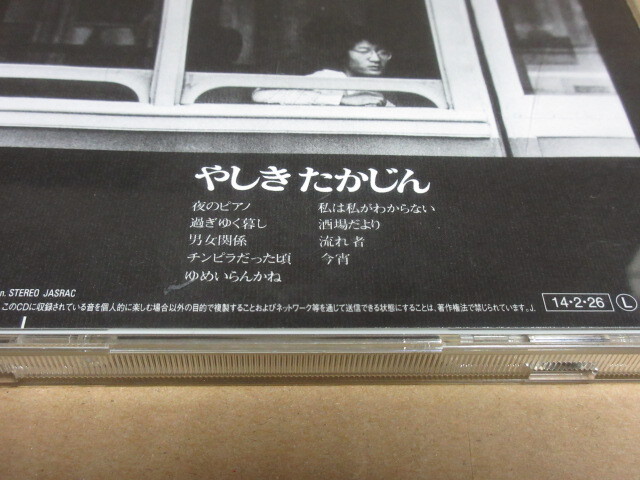 やしきたかじん
夜のピアノ
過ぎゆく暮し
男女関係
チンピラだった頃
ゆめいらんかね
私は私がわからない
酒場だより
流れ者
今宵
n. STEREO JASRAC
このCDに収録されている音を個人的に楽しむ場合以外の目的で複製することおよびネットワーク等を通じて送信できる状態にすることは、著作権法で禁じられています。J.
14・2・26 L